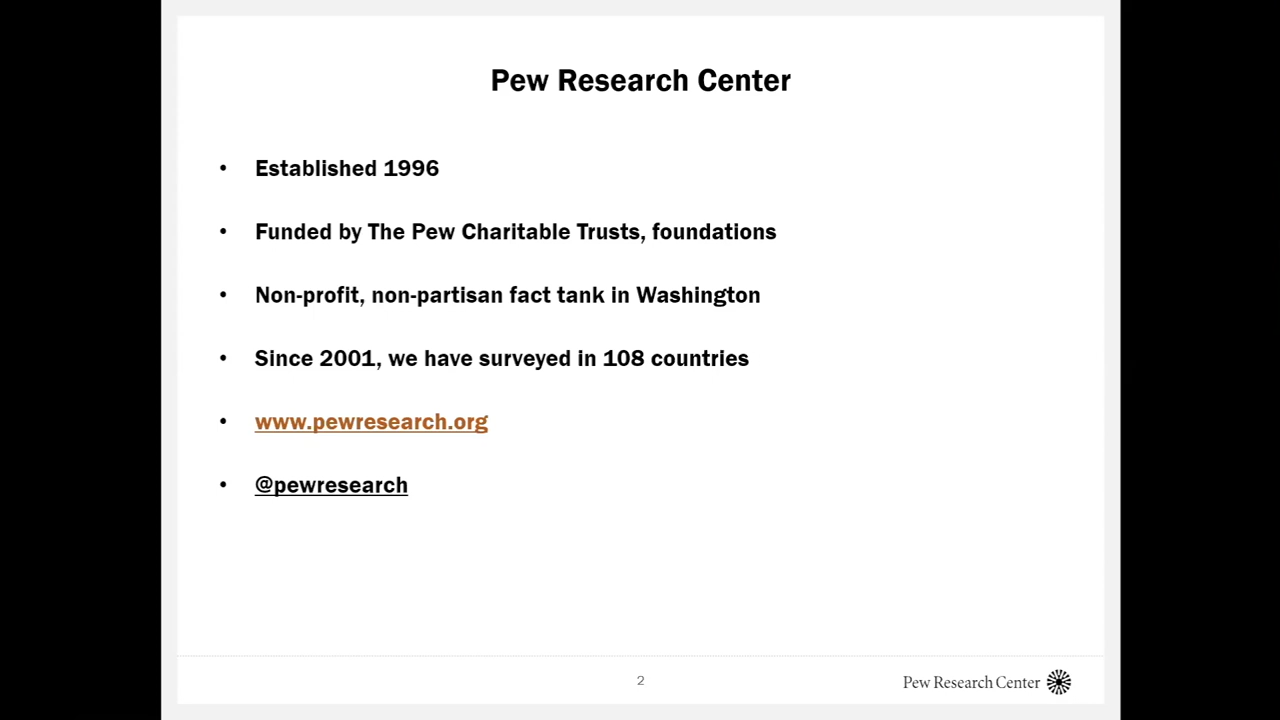 Pew Research Center
• Established 1996
• Funded by The Pew Charitable Trusts, foundations
• Non-profit, non-partisan fact tank in Washington
• Since 2001, we have surveyed in 108 countries
• www.pewresearch.org
• @pewresearch
2
Pew Research Center